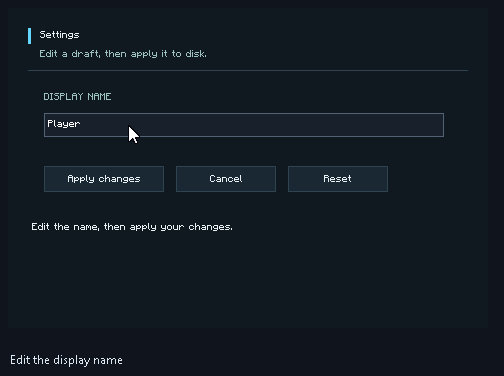 Settings
Edit a draft, then apply it to disk.
DISPLAY NAME
Player
Apply changes
Cancel
Reset
Edit the name, then apply your changes.
Edit the display name